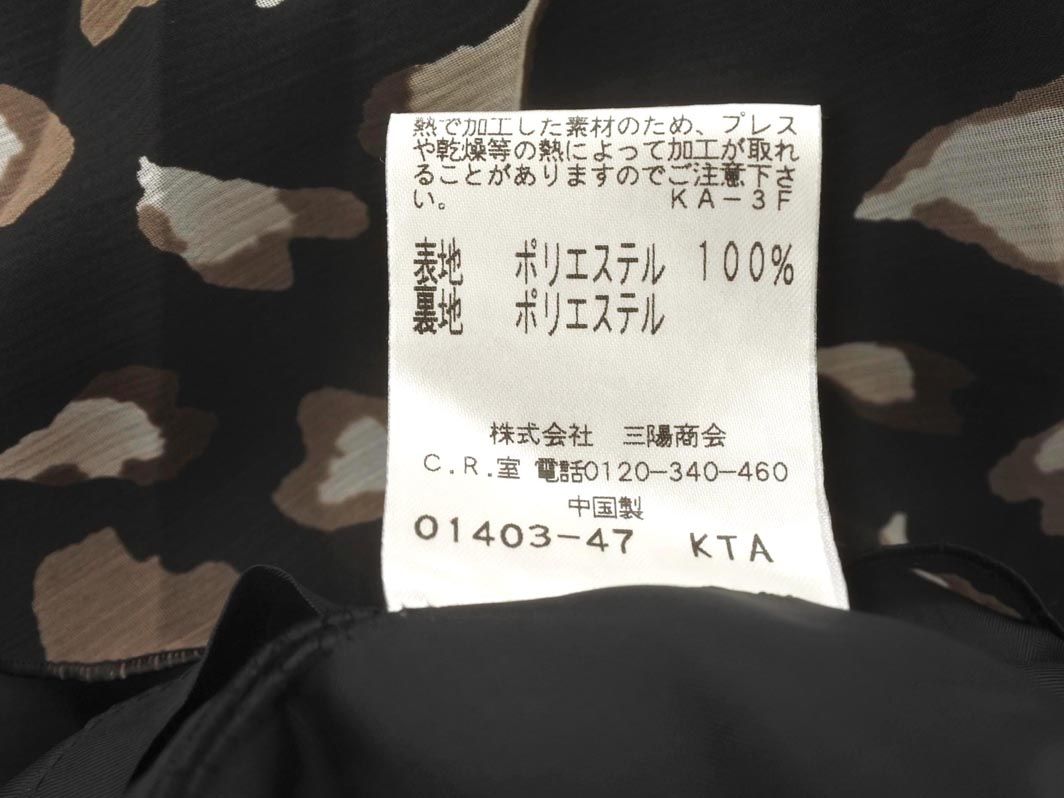 熱で加工した素材のため、プレス
や乾燥等の熱によって加工が取れ
ることがありますのでご注意下さ
い。 KA-3F
表地 ポリエステル 100%
裏地 ポリエステル
株式会社 三陽商会
C.R.室 電話0120-340-460
中国製
01403-47 KTA